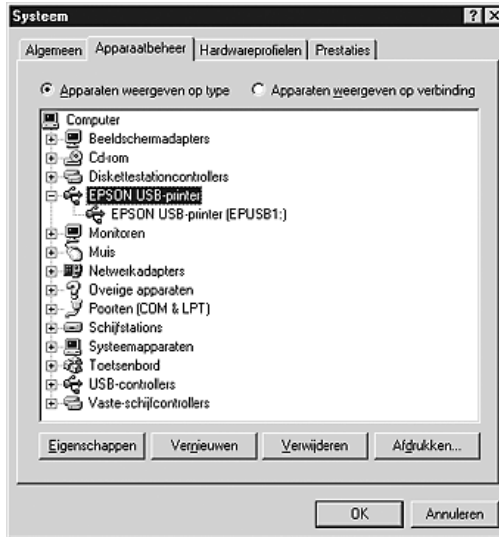 Systeem
Algemeen Apparaatbeheer Hardwareprofielen Prestaties
Apparaten weergeven op type Apparaten weergeven op verbinding
Computer
Beeldschermadapters
Cd-rom
Diskettestationcontrollers
EPSON USB-printer
EPSON USB-printer (EPUSB1:)
Monitoren
Muis
Netwerkadapters
Overige apparaten
Poorten (COM & LPT)
Schijfstations
Systeemapparaten
Toetsenbord
USB-controllers
Vaste-schijfcontrollers
Eigenschappen Vernieuwen Verwijderen Afdrukken...
OK Annuleren